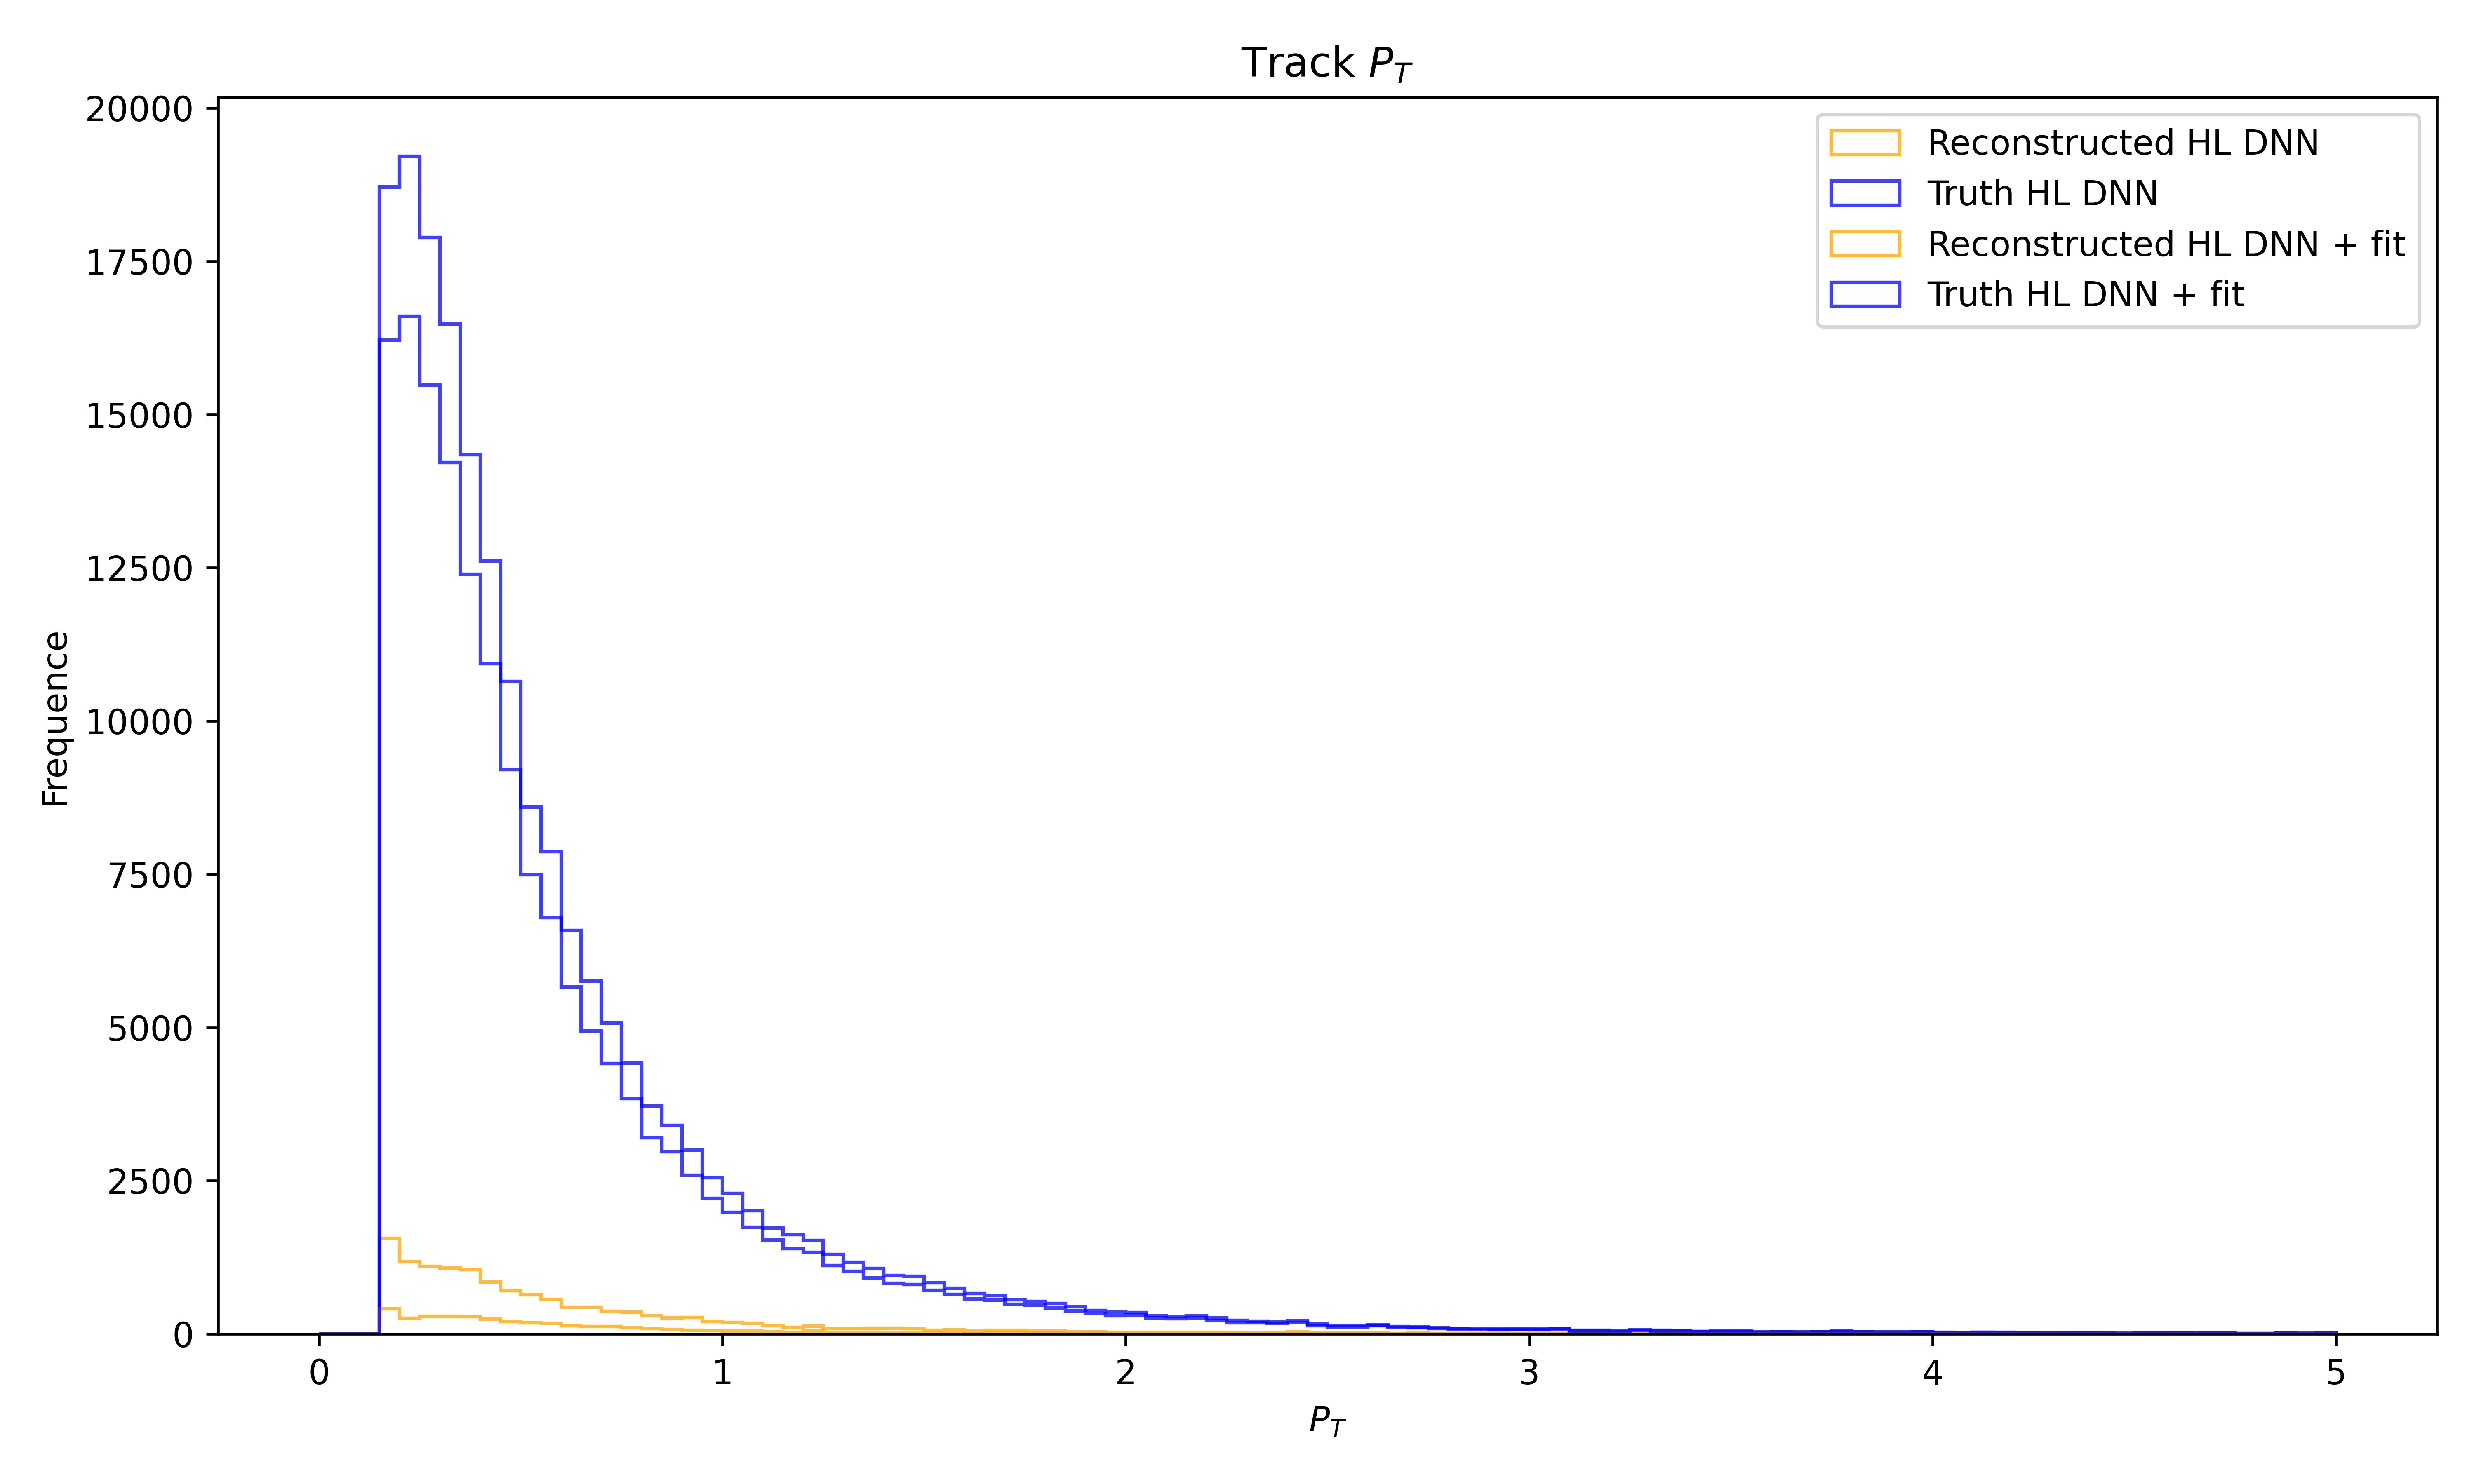 Track P_T
20000
17500
15000
12500
10000
7500
5000
2500
0
Frequence
Reconstructed HL DNN
Truth HL DNN
Reconstructed HL DNN + fit
Truth HL DNN + fit
0 1 2 3 4 5
P_T